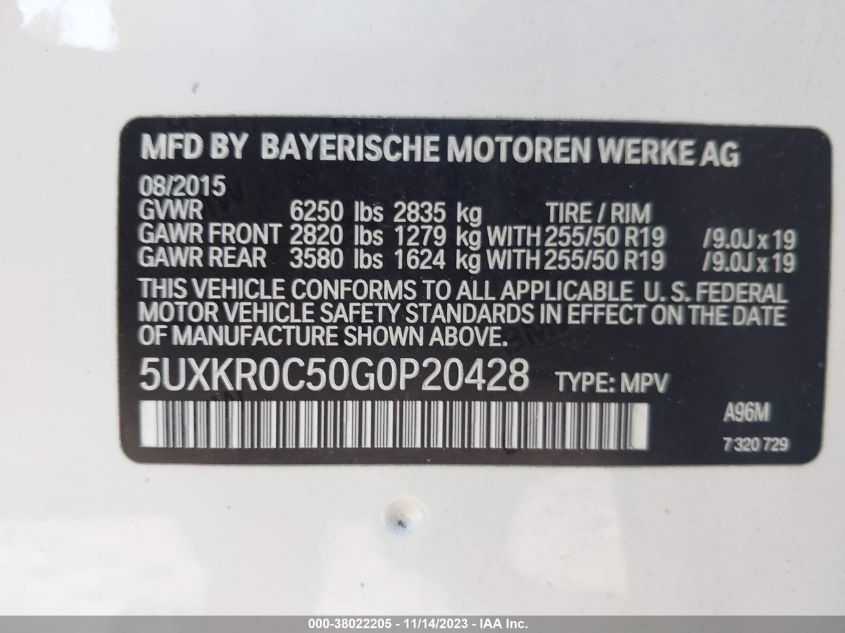 MFD BY BAYERISCHE MOTOREN WERKE AG
08/2015
GVWR 6250 lbs 2835 kg TIRE / RIM
GAWR FRONT 2820 lbs 1279 kg WITH 255/50 R19 /9.0J x 19
GAWR REAR 3580 lbs 1624 kg WITH 255/50 R19 /9.0J x 19
THIS VEHICLE CONFORMS TO ALL APPLICABLE U. S. FEDERAL
MOTOR VEHICLE SAFETY STANDARDS IN EFFECT ON THE DATE
OF MANUFACTURE SHOWN ABOVE.
5UXKR0C50G0P20428 TYPE: MPV
A96M
7 320 729
000-38022205 - 11/14/2023 - IAA Inc.